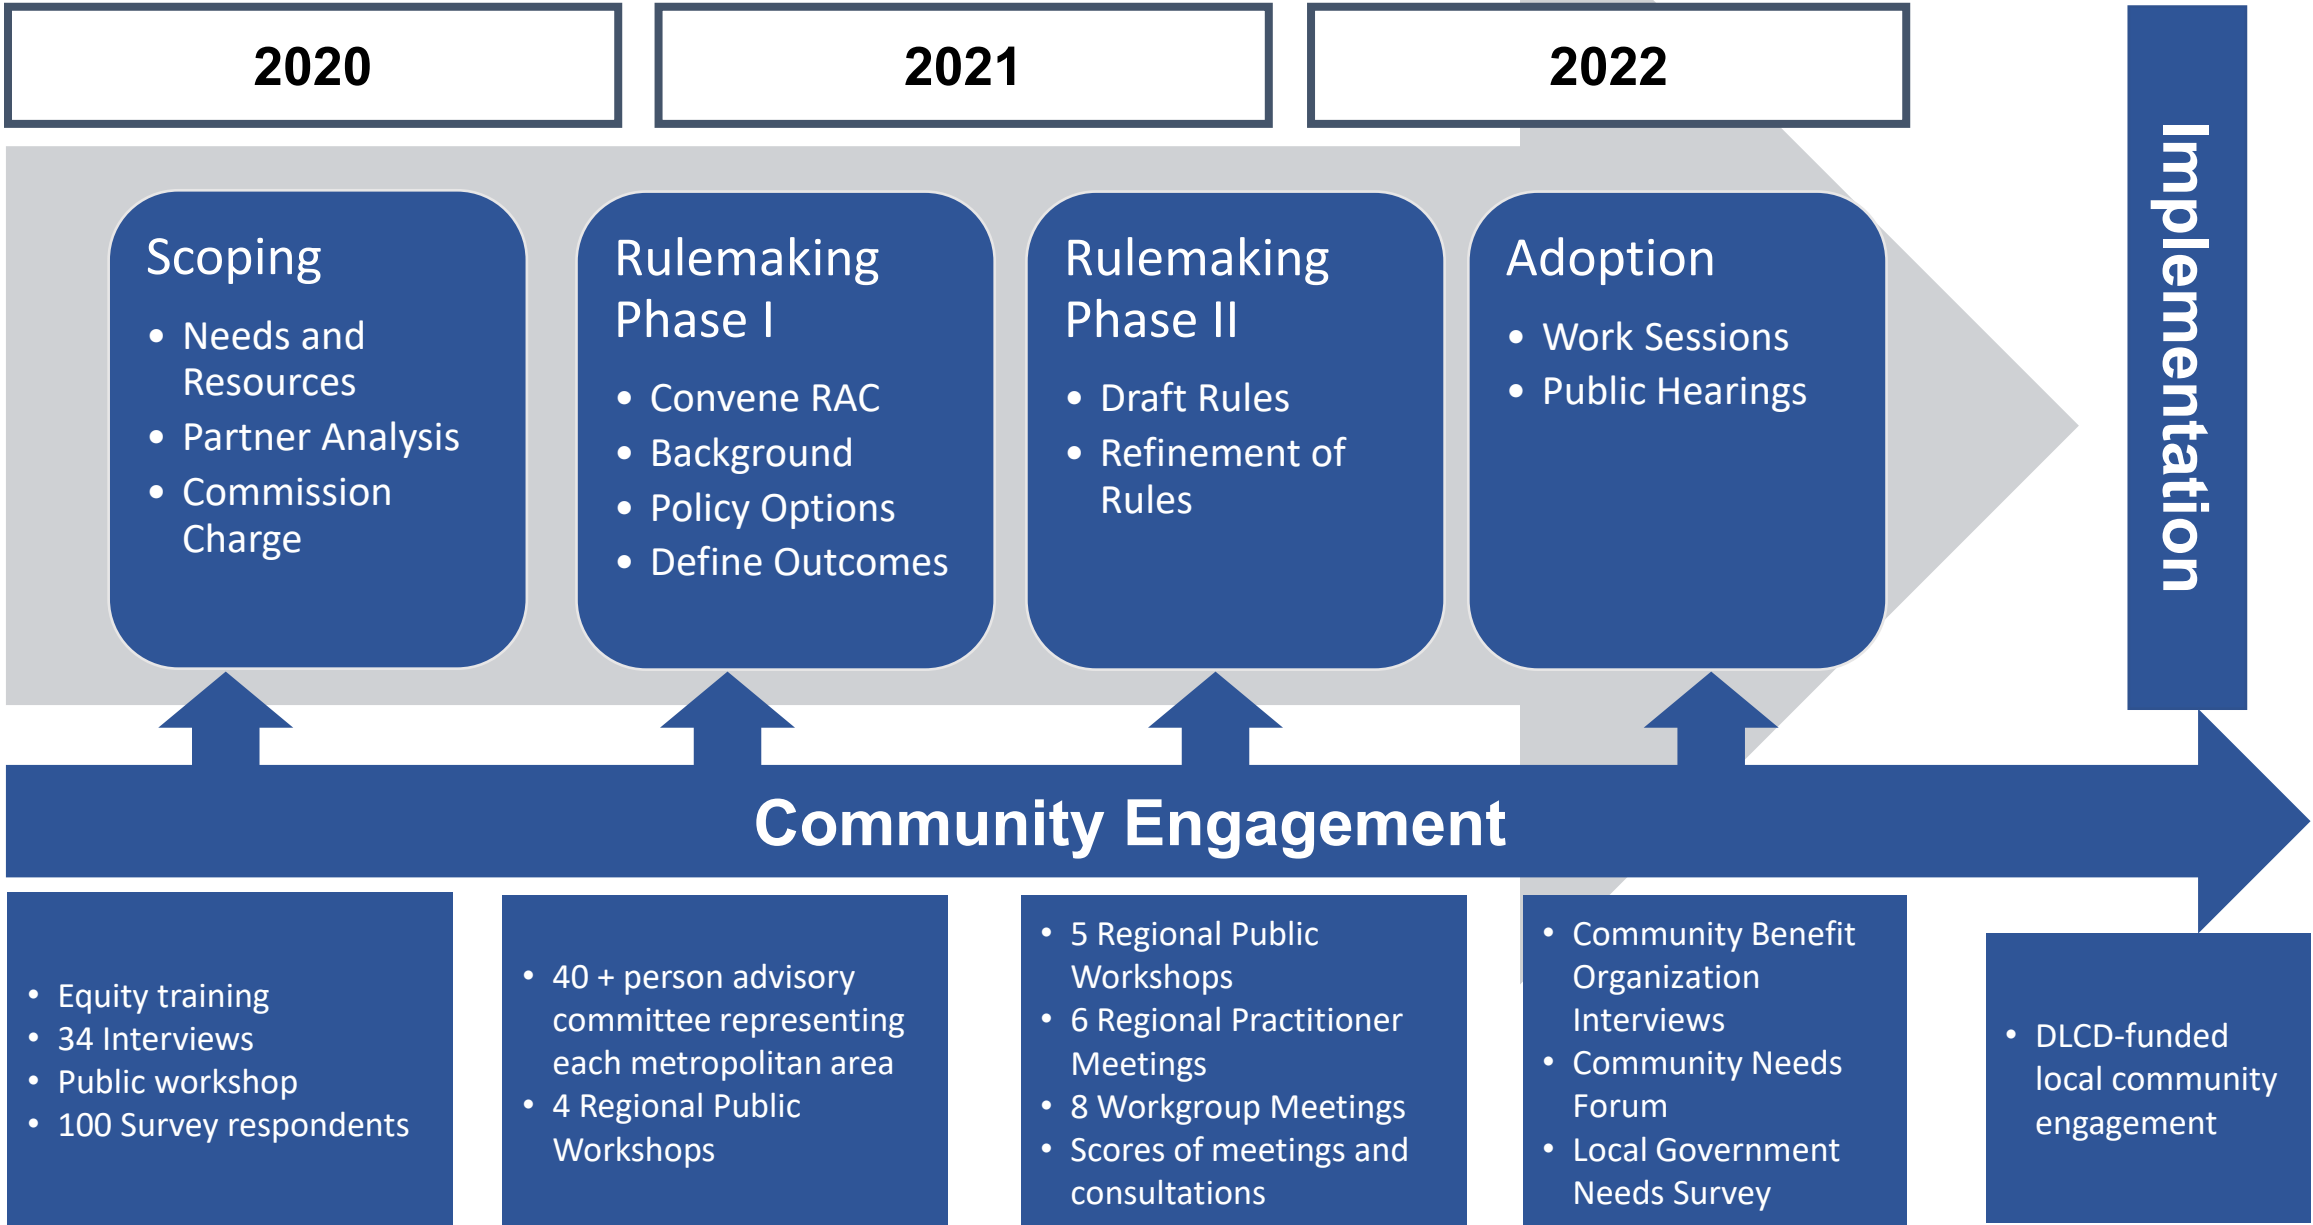 2020
2021
2022
Implementation
Scoping
• Needs and
Resources
• Partner Analysis
• Commission
Charge
Rulemaking
Phase I
• Convene RAC
• Background
• Policy Options
• Define Outcomes
Rulemaking
Phase II
• Draft Rules
• Refinement of
Rules
Adoption
• Work Sessions
• Public Hearings
Community Engagement
• Equity training
• 34 Interviews
• Public workshop
• 100 Survey respondents
• 40 + person advisory
committee representing
each metropolitan area
• 4 Regional Public
Workshops
• 5 Regional Public
Workshops
• 6 Regional Practitioner
Meetings
• 8 Workgroup Meetings
• Scores of meetings and
consultations
• Community Benefit
Organization
Interviews
• Community Needs
Forum
• Local Government
Needs Survey
• DLCD-funded
local community
engagement